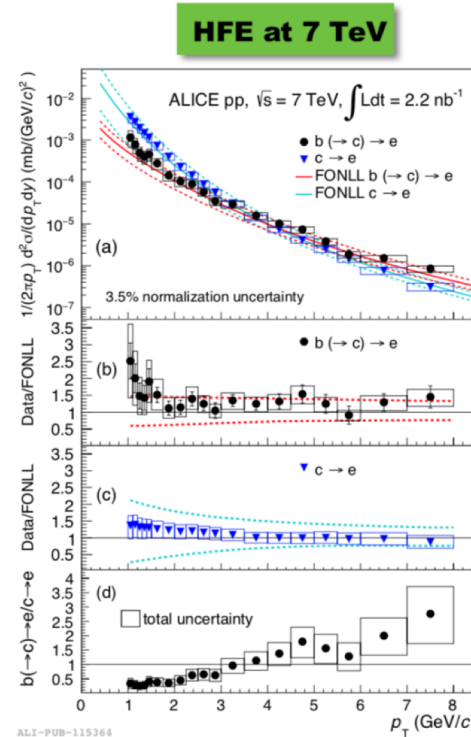 HFE at 7 TeV
ALICE pp, √s = 7 TeV, ∫Ldt = 2.2 nb⁻¹
b (→ c) → e
c → e
FONLL b (→ c) → e
FONLL c → e
1/(2πp_T) d²σ/(dp_T dy) (mb/(GeV/c)²)
10⁻²
10⁻³
10⁻⁴
10⁻⁵
10⁻⁶
10⁻⁷
(a)
3.5% normalization uncertainty
Data/FONLL
3.5
3
2.5
2
1.5
1
0.5
(b)
b (→ c) → e
Data/FONLL
3.5
3
2.5
2
1.5
1
0.5
(c)
c → e
b(→c)→e/c→e
4
3.5
3
2.5
2
1.5
1
0.5
(d)
total uncertainty
0 1 2 3 4 5 6 7 8
p_T (GeV/c
ALI-PUB-115364